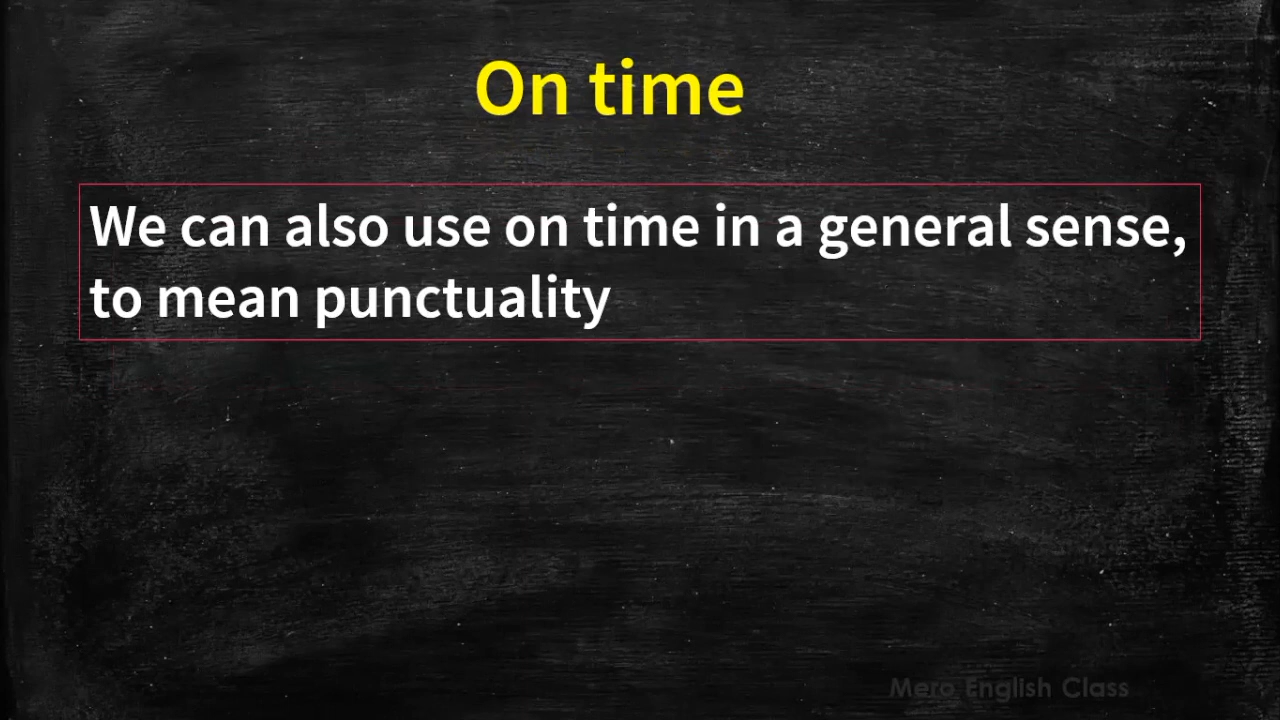 On time
We can also use on time in a general sense,
to mean punctuality
Mero English Class